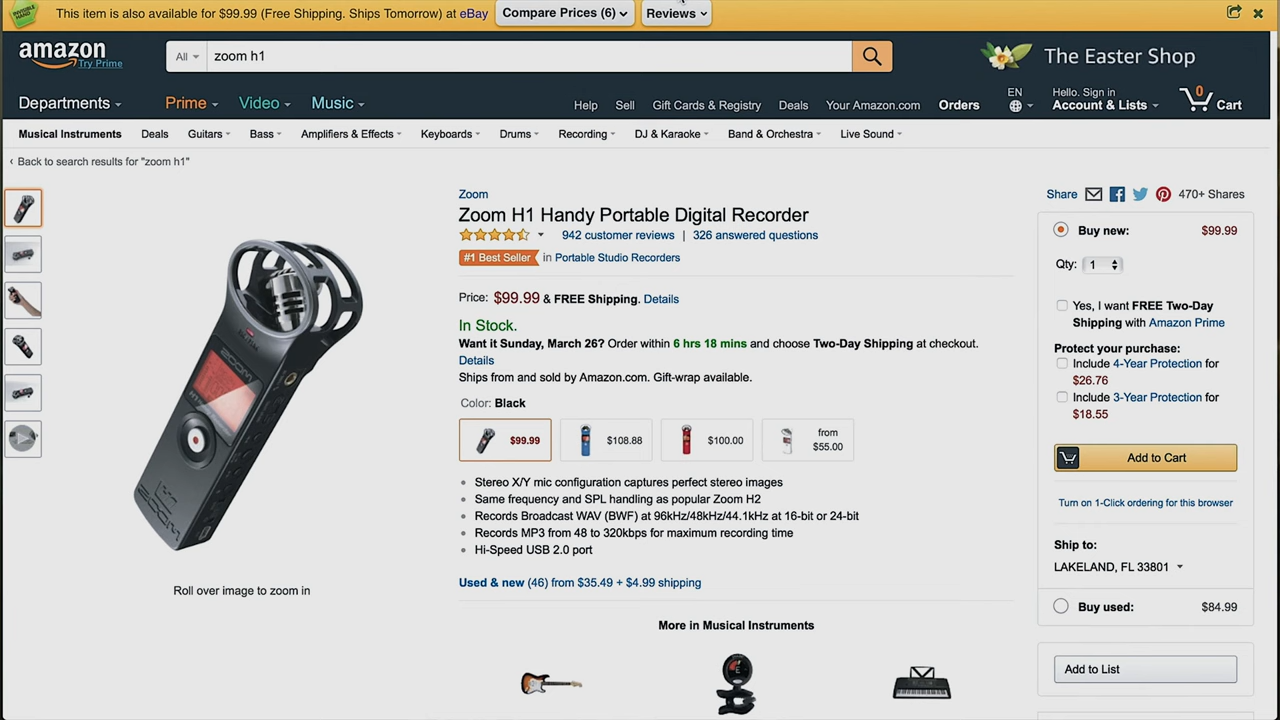 This item is also available for $99.99 (Free Shipping. Ships Tomorrow) at eBay
Compare Prices (6)
Reviews
amazon
Try Prime
All
zoom h1
The Easter Shop
Departments
Prime
Video
Music
Help
Sell
Gift Cards & Registry
Deals
Your Amazon.com
Orders
EN
Hello. Sign in
Account & Lists
0
Cart
Musical Instruments
Deals
Guitars
Bass
Amplifiers & Effects
Keyboards
Drums
Recording
DJ & Karaoke
Band & Orchestra
Live Sound
‹ Back to search results for "zoom h1"
Zoom
Zoom H1 Handy Portable Digital Recorder
942 customer reviews | 326 answered questions
#1 Best Seller in Portable Studio Recorders
Price: $99.99 & FREE Shipping. Details
In Stock.
Want it Sunday, March 26? Order within 6 hrs 18 mins and choose Two-Day Shipping at checkout.
Details
Ships from and sold by Amazon.com. Gift-wrap available.
Color: Black
$99.99
$108.88
$100.00
from
$55.00
• Stereo X/Y mic configuration captures perfect stereo images
• Same frequency and SPL handling as popular Zoom H2
• Records Broadcast WAV (BWF) at 96kHz/48kHz/44.1kHz at 16-bit or 24-bit
• Records MP3 from 48 to 320kbps for maximum recording time
• Hi-Speed USB 2.0 port
Used & new (46) from $35.49 + $4.99 shipping
More in Musical Instruments
ZOOM
ZOOM
Roll over image to zoom in
Share
470+ Shares
Buy new:
$99.99
Qty: 1
Yes, I want FREE Two-Day
Shipping with Amazon Prime
Protect your purchase:
Include 4-Year Protection for
$26.76
Include 3-Year Protection for
$18.55
Add to Cart
Turn on 1-Click ordering for this browser
Ship to:
LAKELAND, FL 33801
Buy used:
$84.99
Add to List